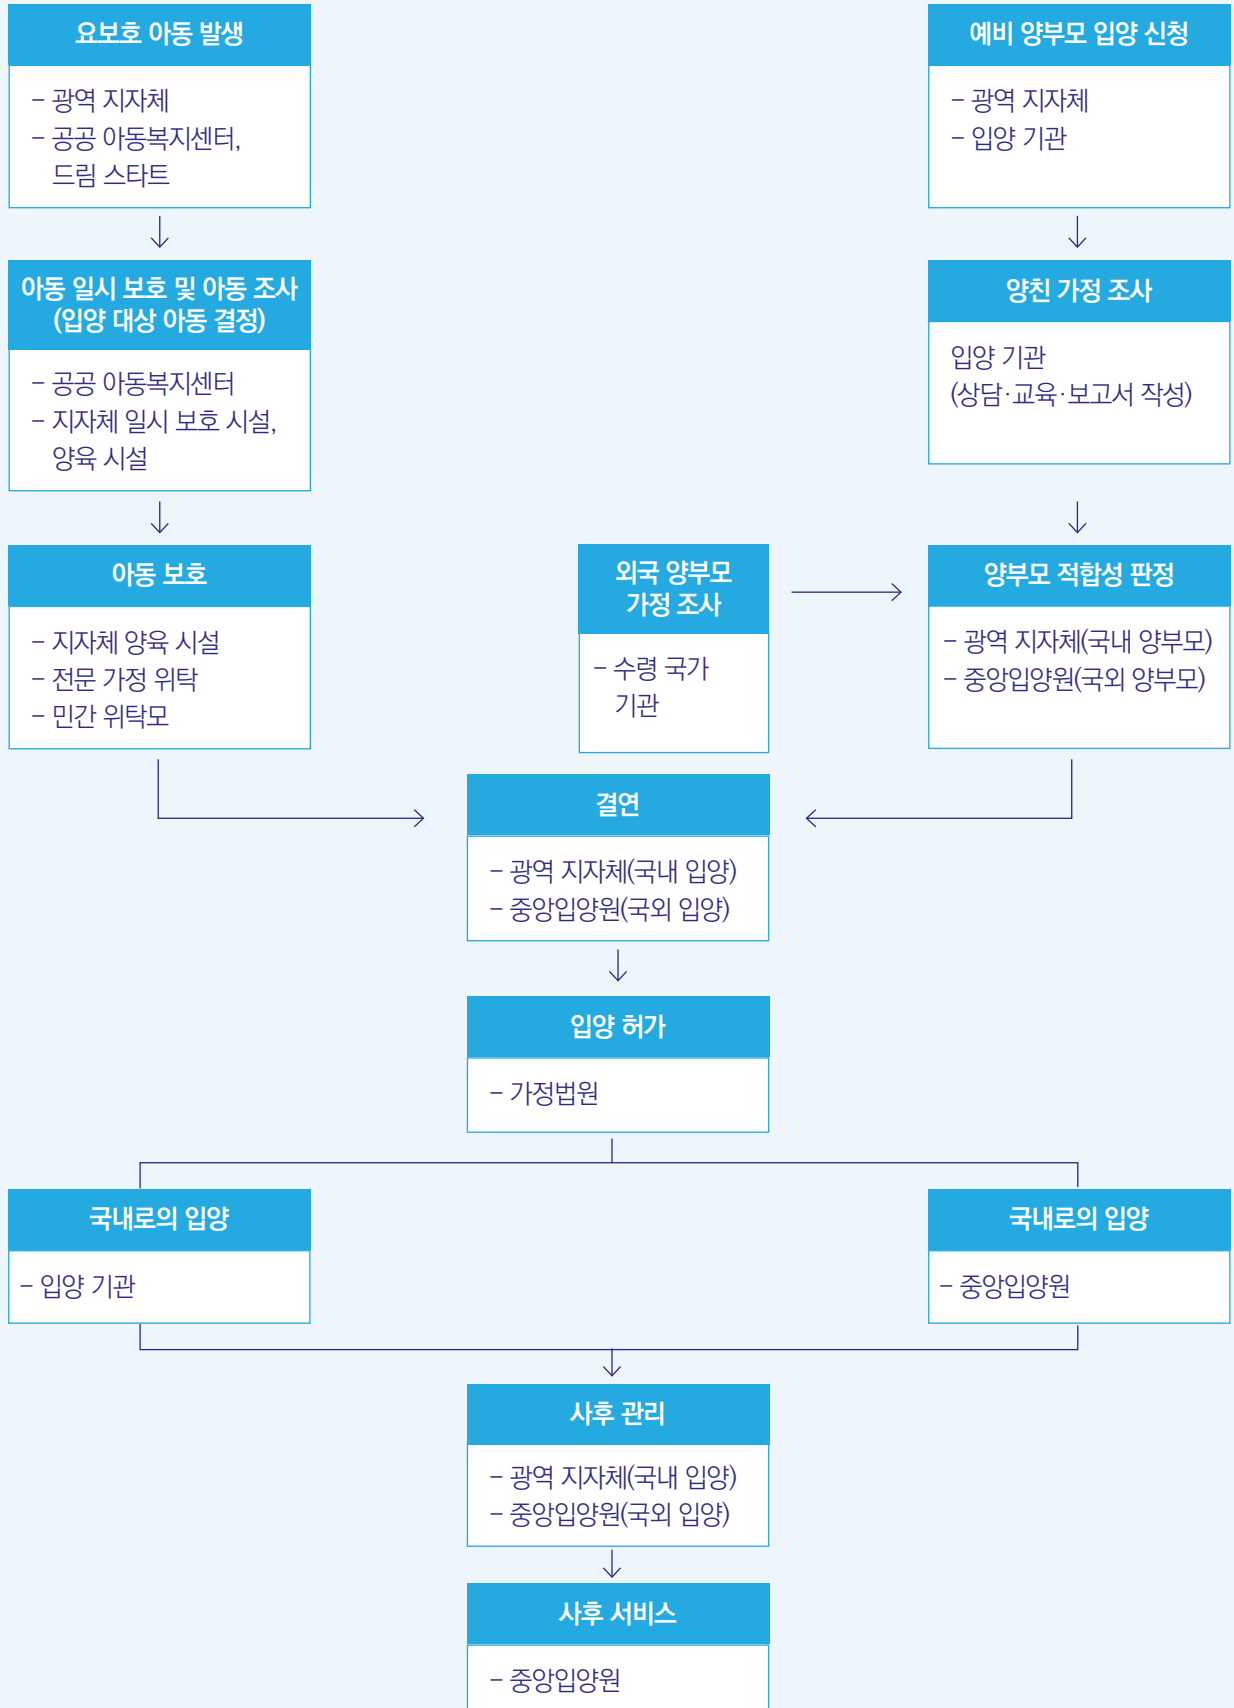 요보호 아동 발생
– 광역 지자체
– 공공 아동복지센터,
드림 스타트
예비 양부모 입양 신청
– 광역 지자체
– 입양 기관
아동 일시 보호 및 아동 조사
(입양 대상 아동 결정)
– 공공 아동복지센터
– 지자체 일시 보호 시설,
양육 시설
양친 가정 조사
입양 기관
(상담·교육·보고서 작성)
아동 보호
– 지자체 양육 시설
– 전문 가정 위탁
– 민간 위탁모
외국 양부모
가정 조사
– 수령 국가
기관
양부모 적합성 판정
– 광역 지자체(국내 양부모)
– 중앙입양원(국외 양부모)
결연
– 광역 지자체(국내 입양)
– 중앙입양원(국외 입양)
입양 허가
– 가정법원
국내로의 입양
– 입양 기관
국내로의 입양
– 중앙입양원
사후 관리
– 광역 지자체(국내 입양)
– 중앙입양원(국외 입양)
사후 서비스
– 중앙입양원